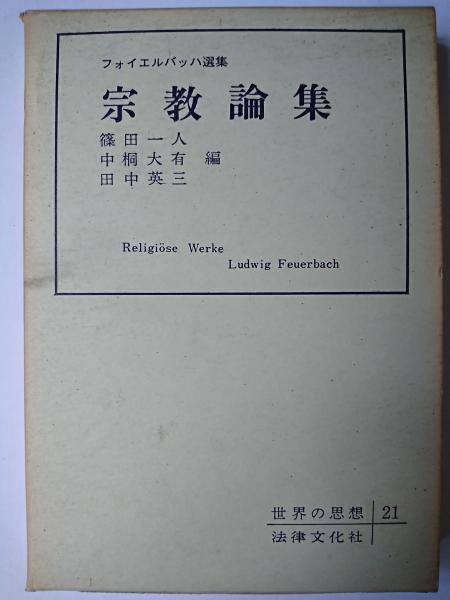 フォイエルバッハ選集
宗教論集
篠田一人
中桐大有 編
田中英三
Religiöse Werke
Ludwig Feuerbach
世界の思想 21
法律文化社